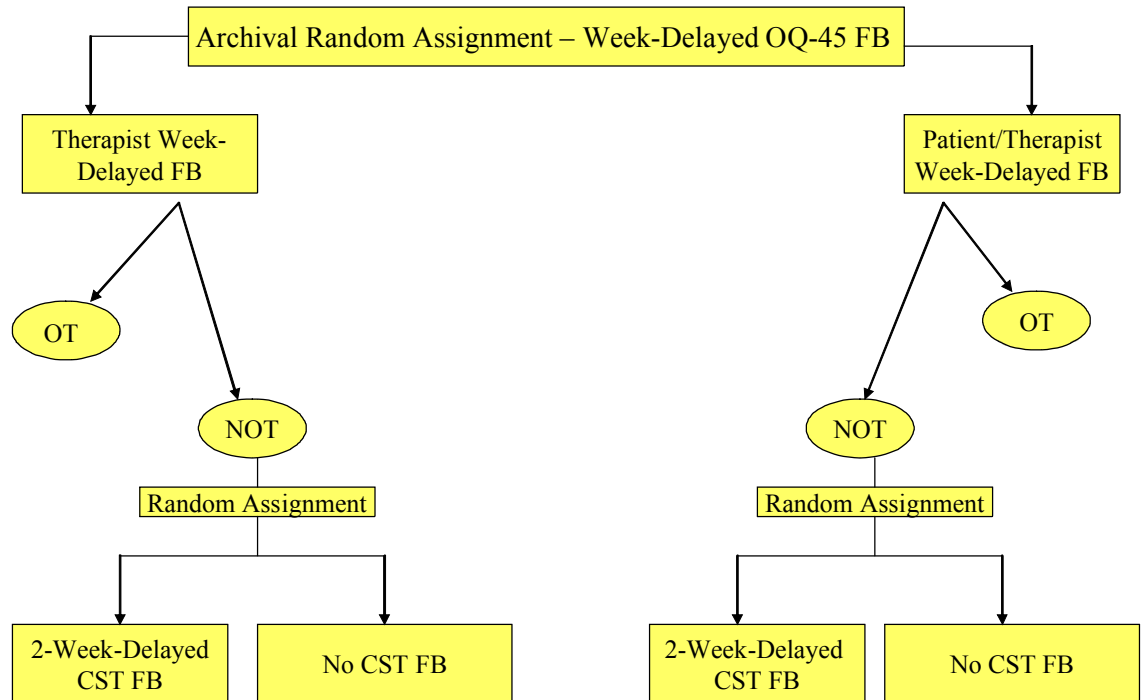 Archival Random Assignment – Week-Delayed OQ-45 FB
Therapist Week-
Delayed FB
Patient/Therapist
Week-Delayed FB
OT
OT
NOT
NOT
Random Assignment
Random Assignment
2-Week-Delayed
CST FB
No CST FB
2-Week-Delayed
CST FB
No CST FB